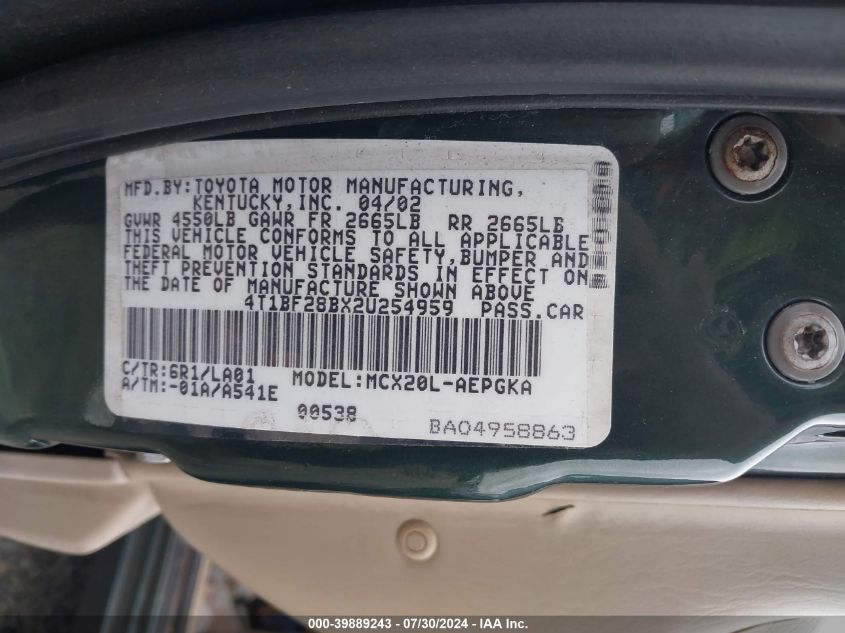 MFD.BY:TOYOTA MOTOR MANUFACTURING,
KENTUCKY,INC. 04/02
GVWR 4550LB GAWR FR 2665LB RR 2665LB
THIS VEHICLE CONFORMS TO ALL APPLICABLE
FEDERAL MOTOR VEHICLE SAFETY,BUMPER AND
THEFT PREVENTION STANDARDS IN EFFECT ON
THE DATE OF MANUFACTURE SHOWN ABOVE
4T1BF28BX2U254959 PASS.CAR
C/TR:6R1/LA01 MODEL:MCX20L-AEPGKA
A/TM:-01A/A541E
00538
BA04958863
000-39889243 - 07/30/2024 - IAA Inc.